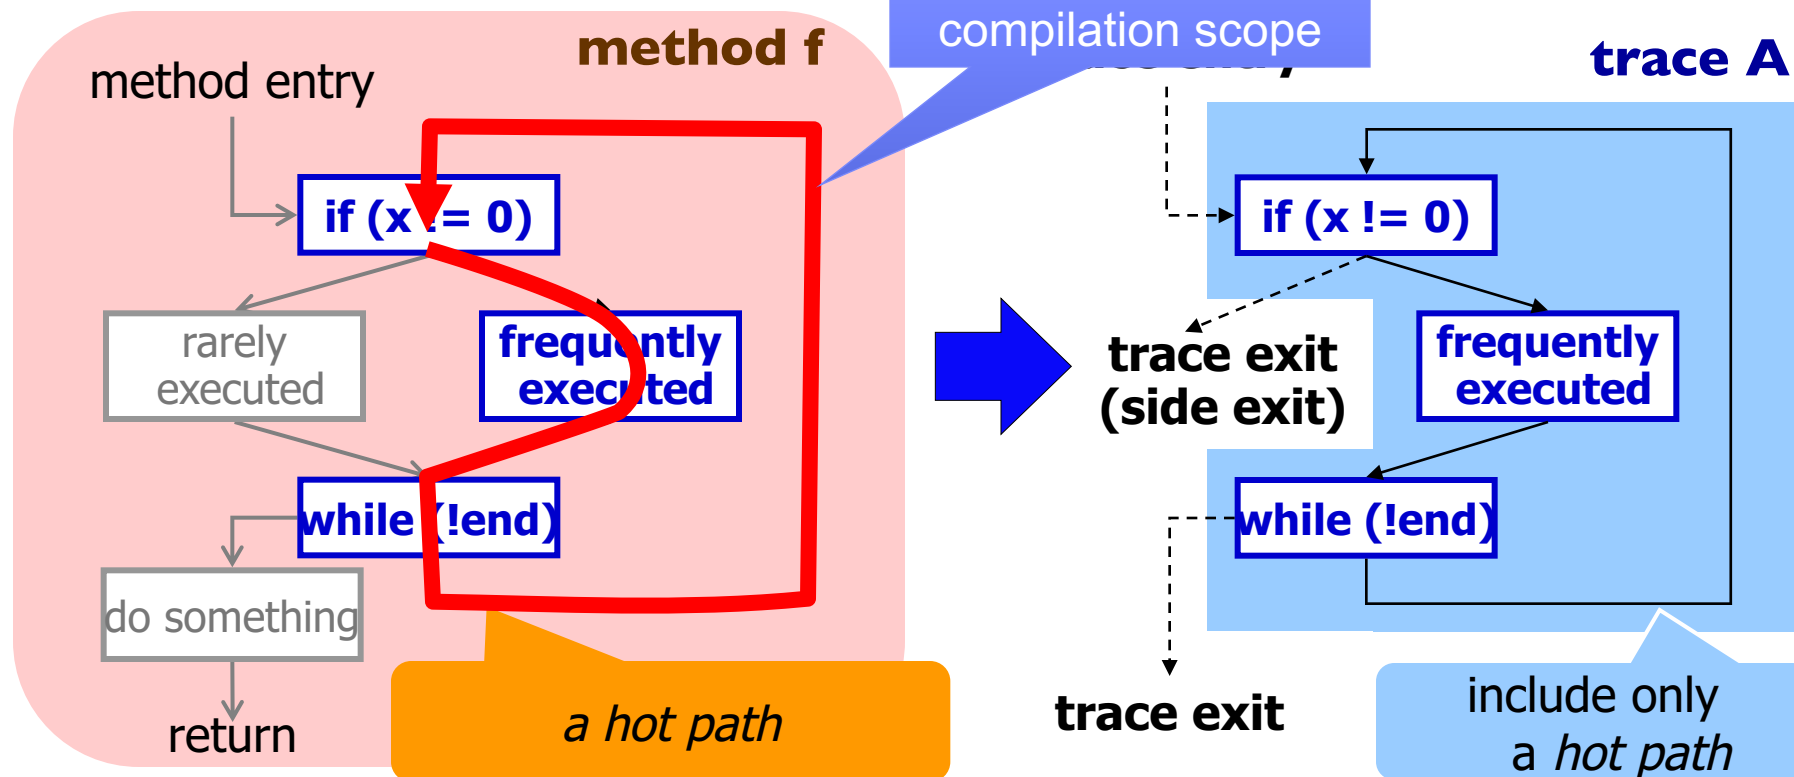 compilation scope
method f
trace A
method entry
if (x != 0)
rarely
executed
frequently
executed
while (!end)
do something
return
a hot path
if (x != 0)
trace exit
(side exit)
frequently
executed
while (!end)
trace exit
include only
a hot path